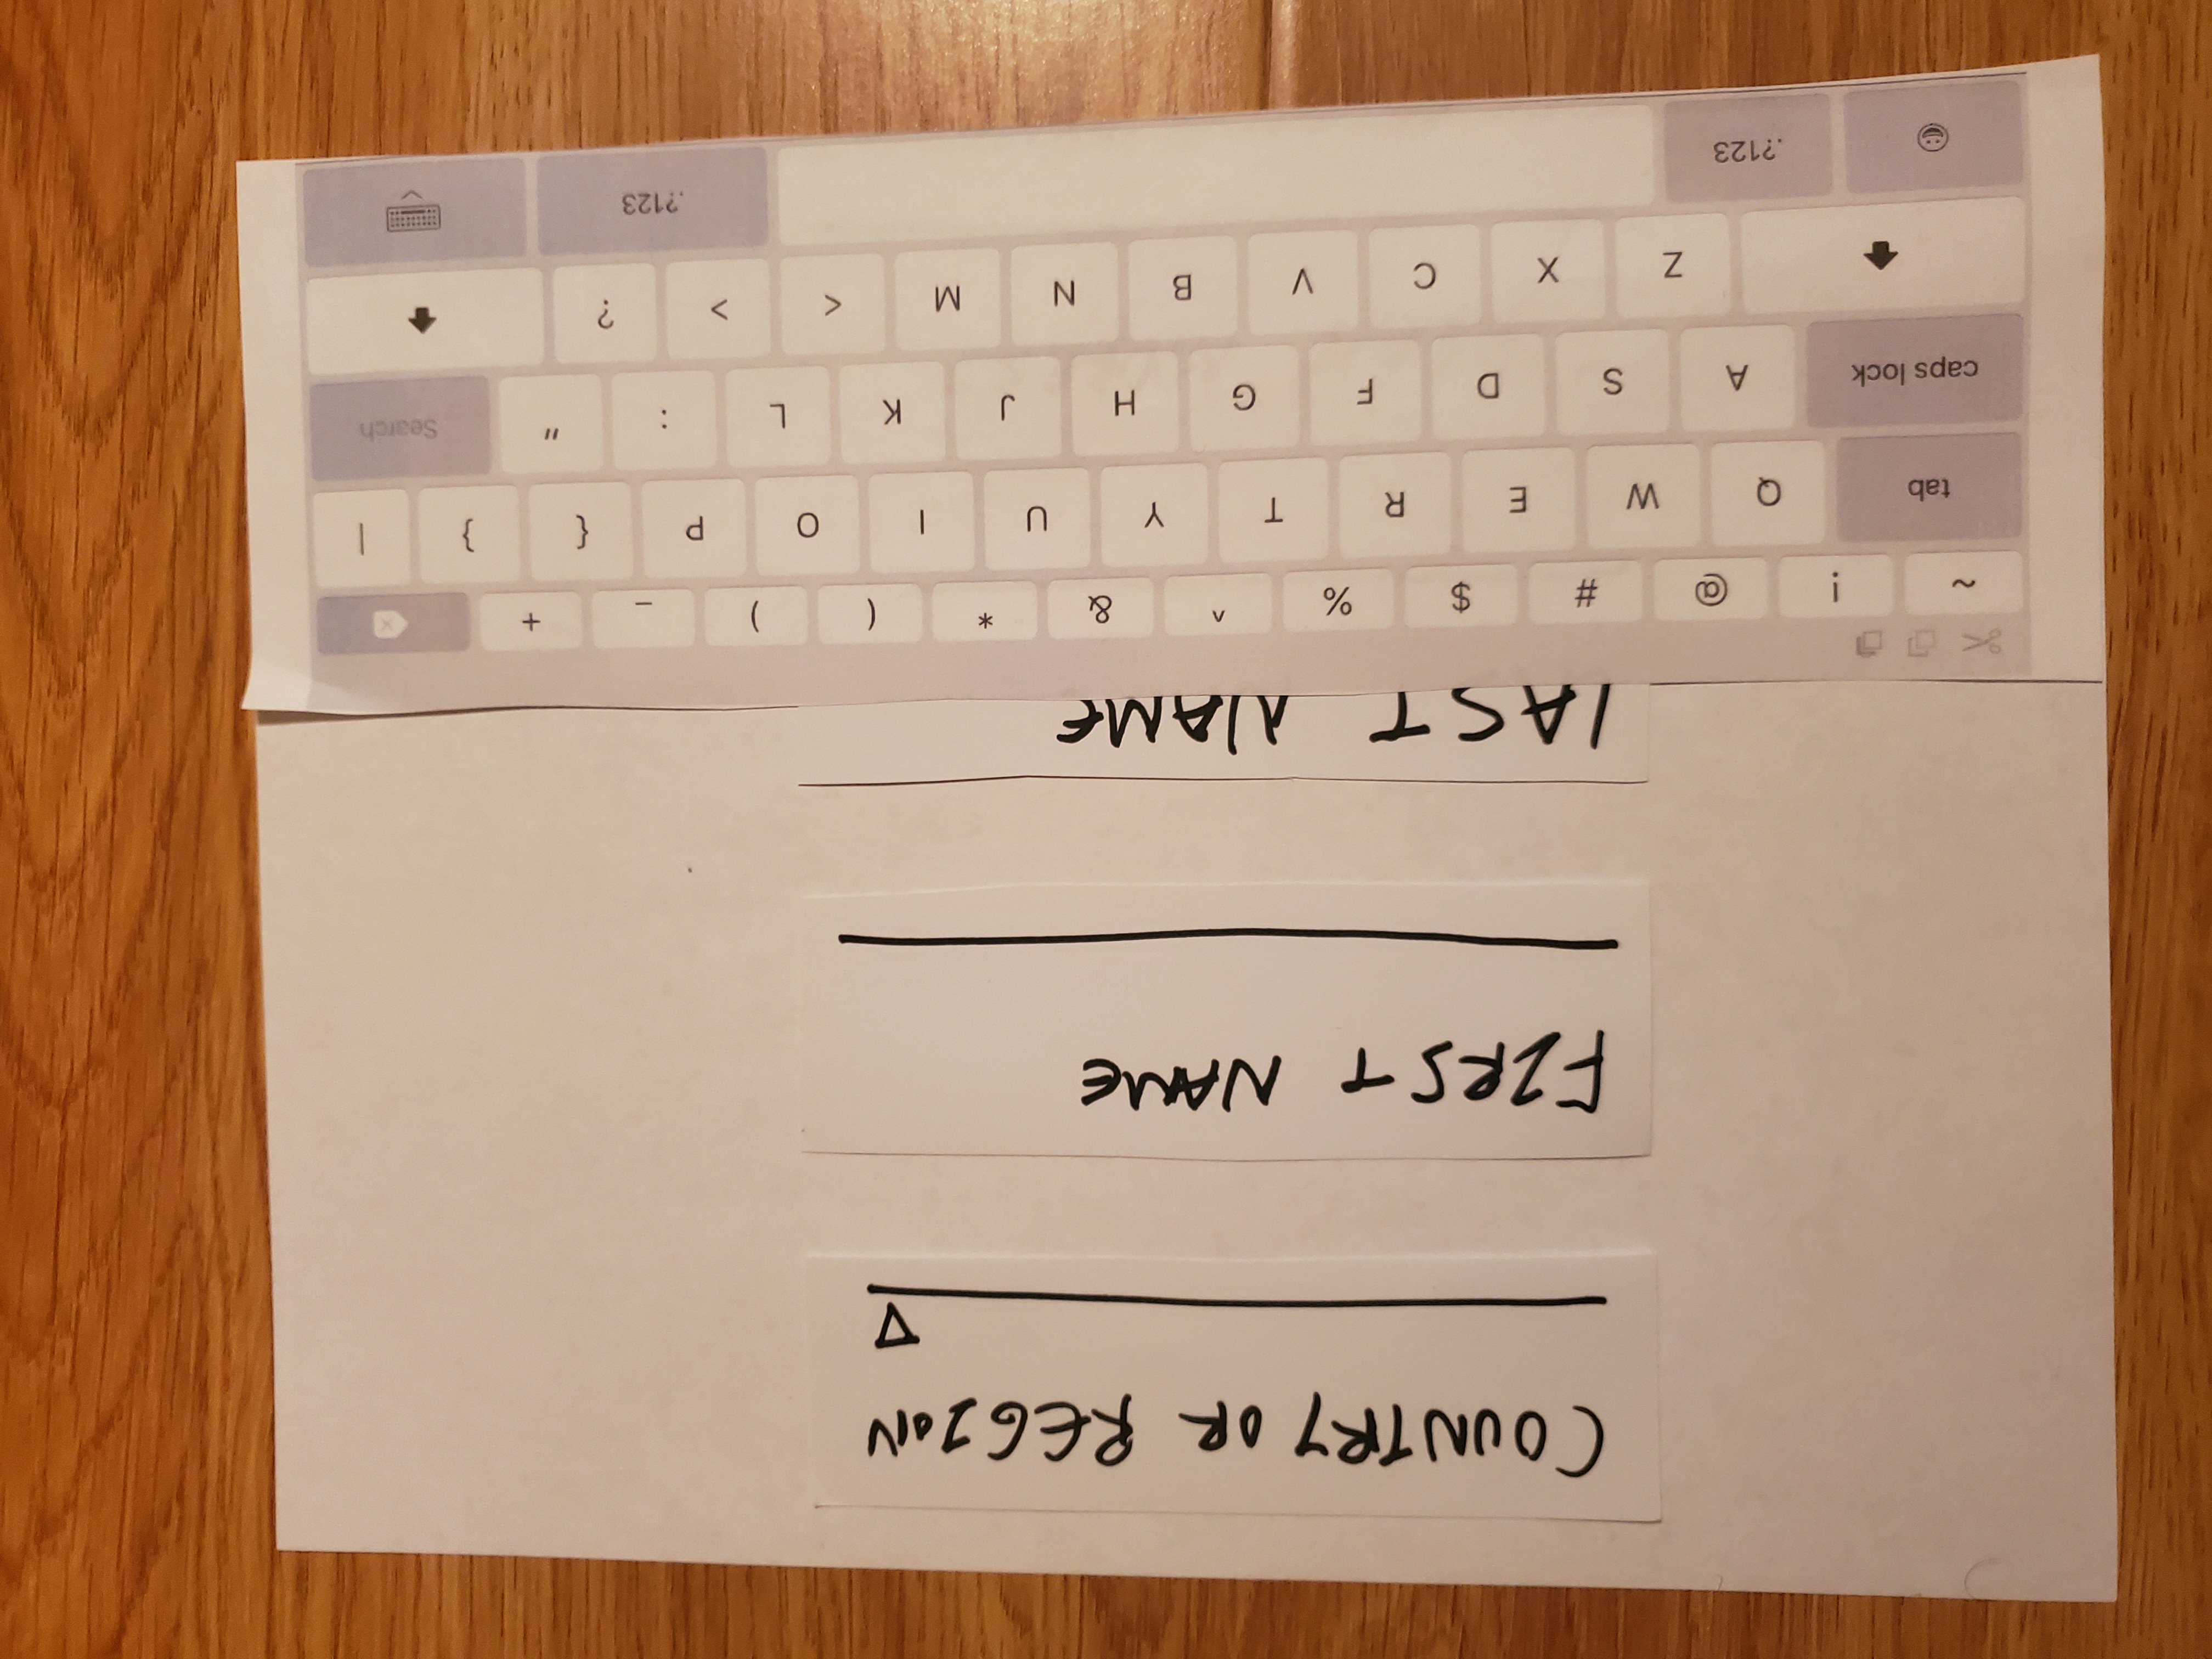 COUNTRY OR REGION
FIRST NAME
LAST NAME
~ ! @ # $ % ^ & * ( ) _ +
tab Q W E R T Y U I O P { } |
caps lock A S D F G H J K L : " Search
Z X C V B N M < > ?
.?123 .?123